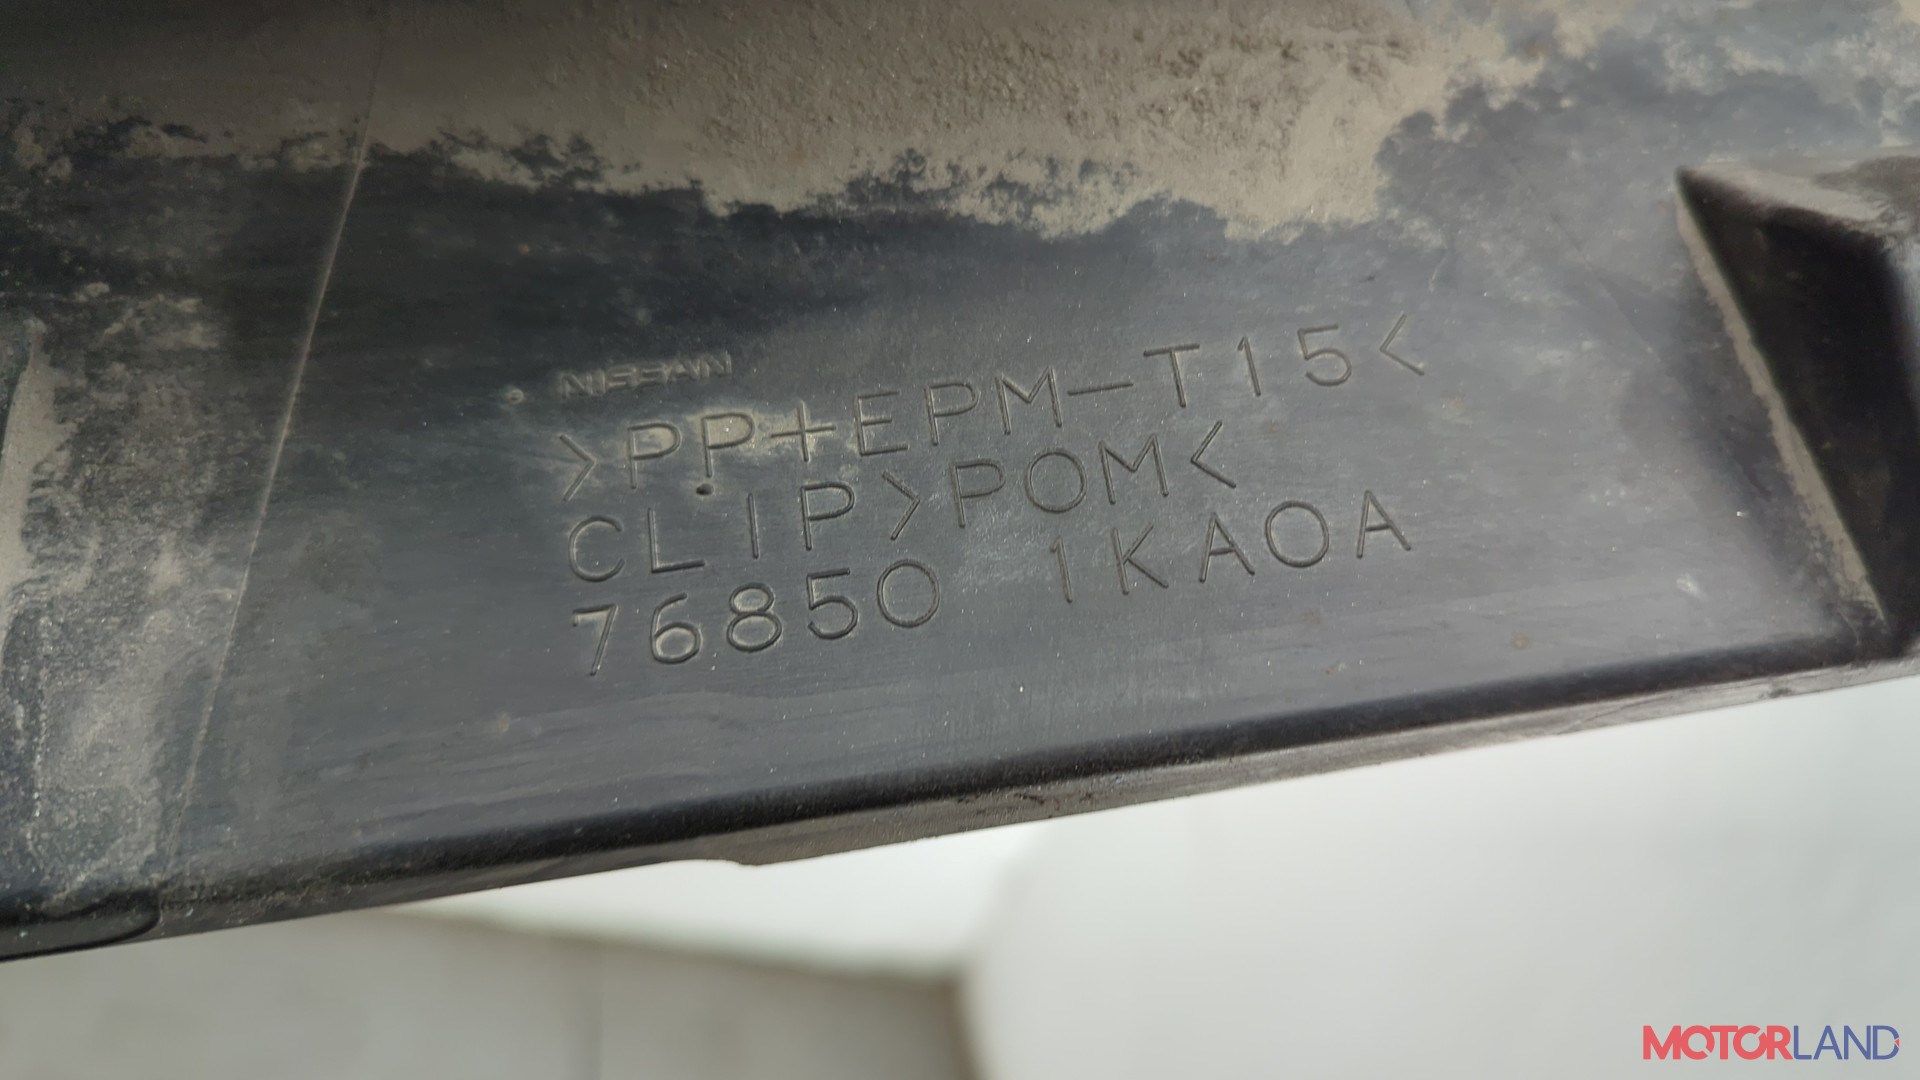 NISSAN
>PP+EPM-T15<
CLIP>POM<
76850 1KA0A
MOTORLAND